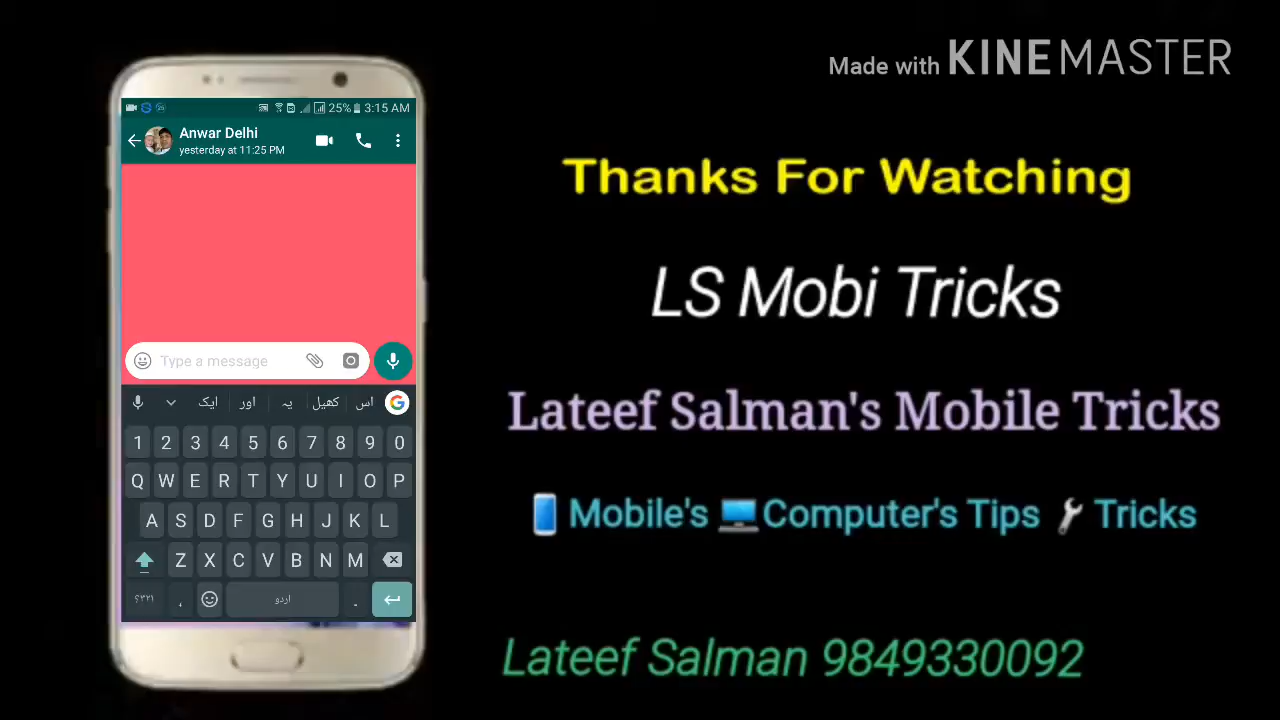 Made with KINEMASTER
25% 3:15 AM
Anwar Delhi
yesterday at 11:25 PM
Type a message
ایک اور یہ کھیل اس
1 2 3 4 5 6 7 8 9 0
Q W E R T Y U I O P
A S D F G H J K L
Z X C V B N M
؟۳۲۱ ، اردو ۔
Thanks For Watching
LS Mobi Tricks
Lateef Salman's Mobile Tricks
📱Mobile's 💻Computer's Tips 🔧 Tricks
Lateef Salman 9849330092